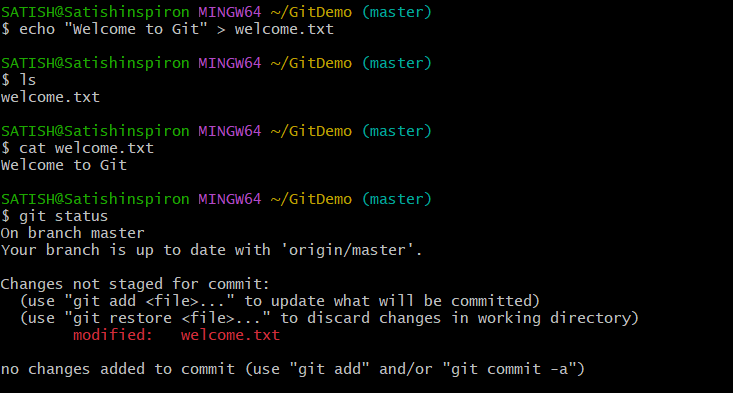 SATISH@Satishinspiron MINGW64 ~/GitDemo (master)
$ echo "Welcome to Git" > welcome.txt
SATISH@Satishinspiron MINGW64 ~/GitDemo (master)
$ ls
welcome.txt
SATISH@Satishinspiron MINGW64 ~/GitDemo (master)
$ cat welcome.txt
Welcome to Git
SATISH@Satishinspiron MINGW64 ~/GitDemo (master)
$ git status
On branch master
Your branch is up to date with 'origin/master'.
Changes not staged for commit:
  (use "git add <file>..." to update what will be committed)
  (use "git restore <file>..." to discard changes in working directory)
        modified:   welcome.txt
no changes added to commit (use "git add" and/or "git commit -a")